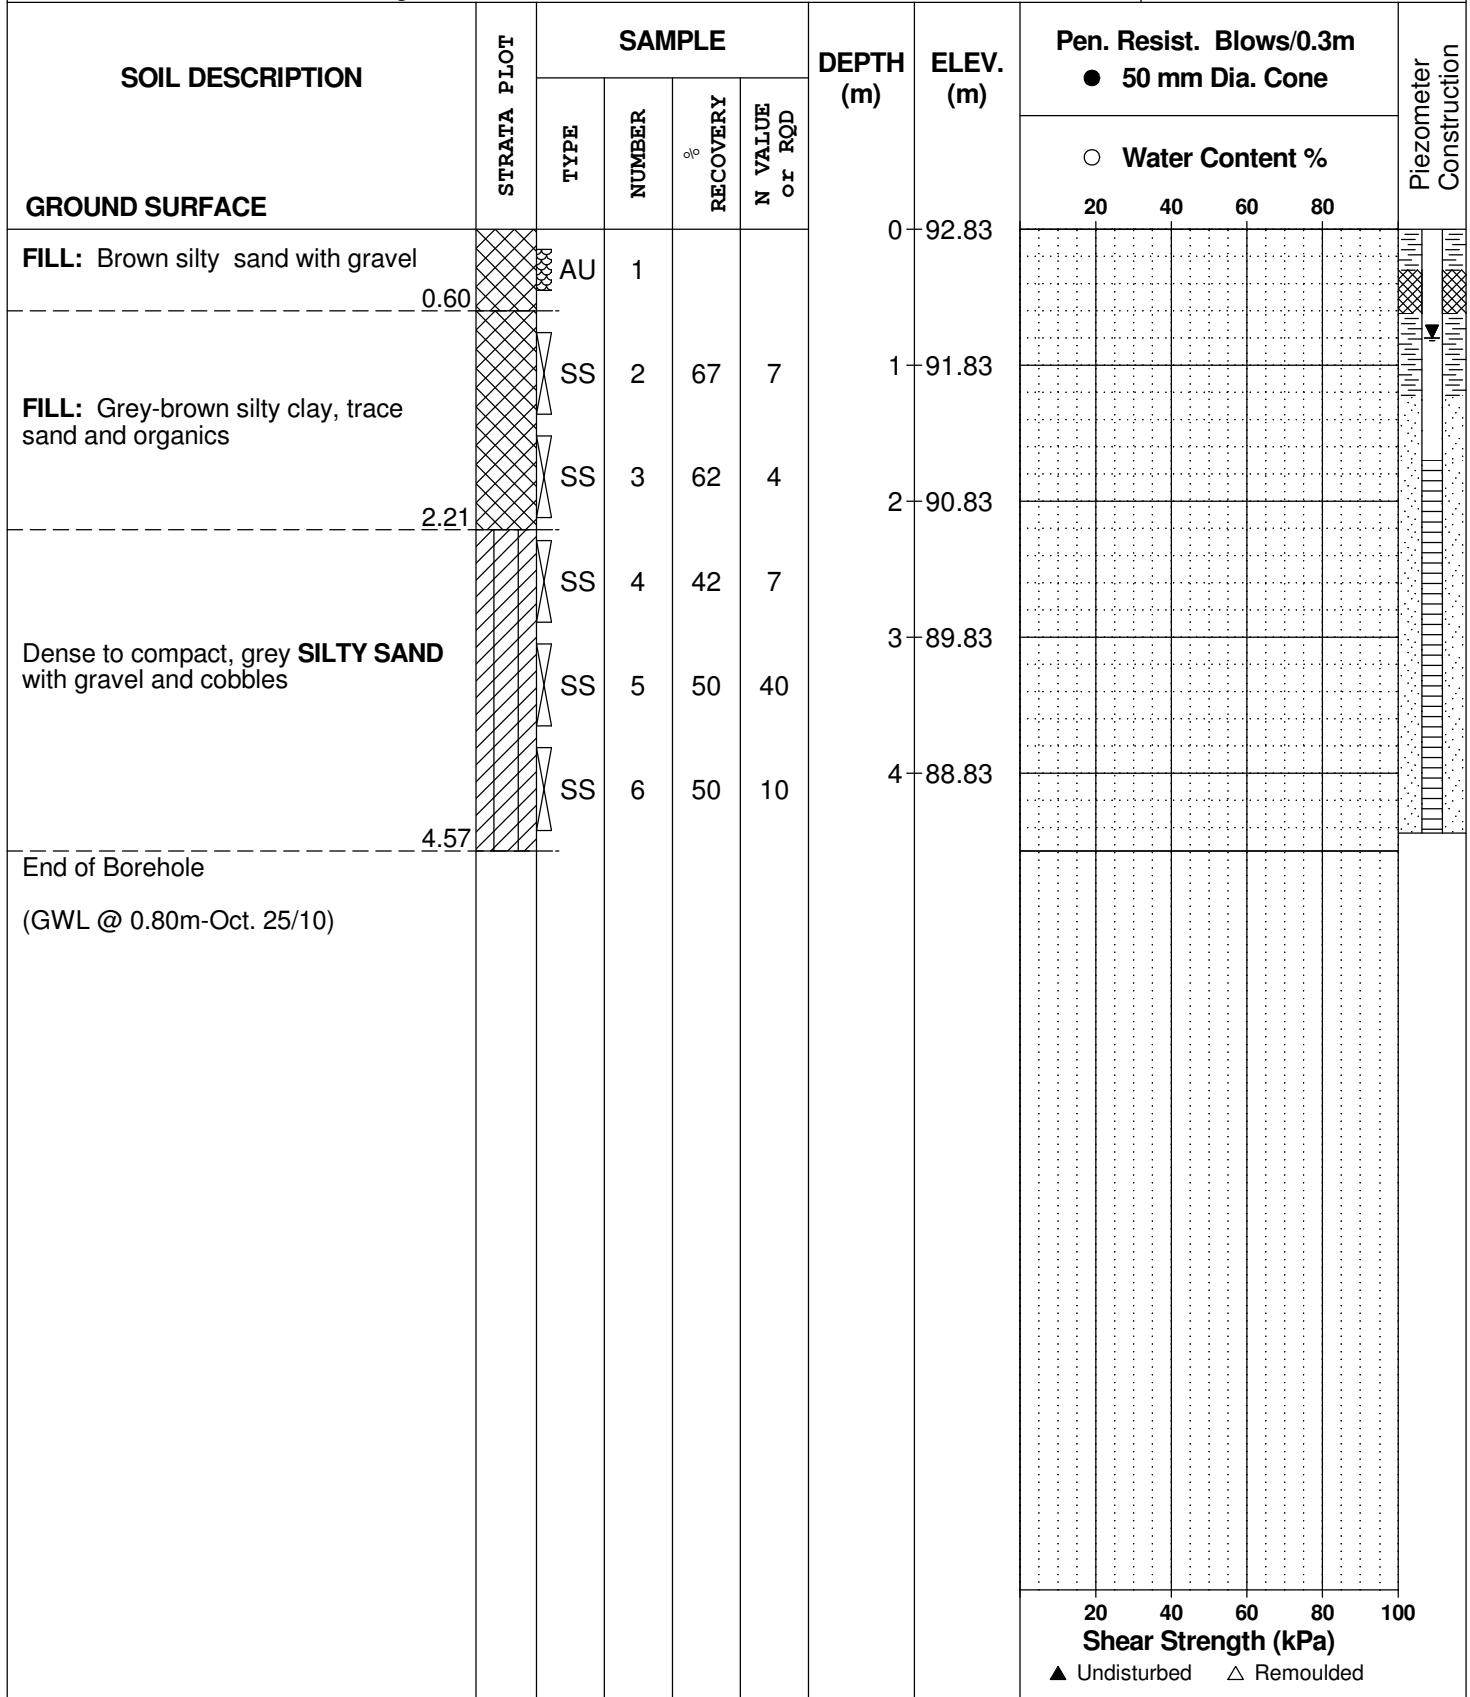 SOIL DESCRIPTION
GROUND SURFACE
STRATA PLOT
SAMPLE
TYPE
NUMBER
% RECOVERY
N VALUE or RQD
DEPTH (m)
ELEV. (m)
Pen. Resist. Blows/0.3m
● 50 mm Dia. Cone
○ Water Content %
20 40 60 80
Piezometer Construction
0 92.83
FILL: Brown silty sand with gravel
0.60
AU 1
FILL: Grey-brown silty clay, trace
sand and organics
2.21
SS 2 67 7
1 91.83
SS 3 62 4
2 90.83
SS 4 42 7
Dense to compact, grey SILTY SAND
with gravel and cobbles
4.57
3 89.83
SS 5 50 40
4 88.83
SS 6 50 10
End of Borehole
(GWL @ 0.80m-Oct. 25/10)
20 40 60 80 100
Shear Strength (kPa)
▲ Undisturbed △ Remoulded